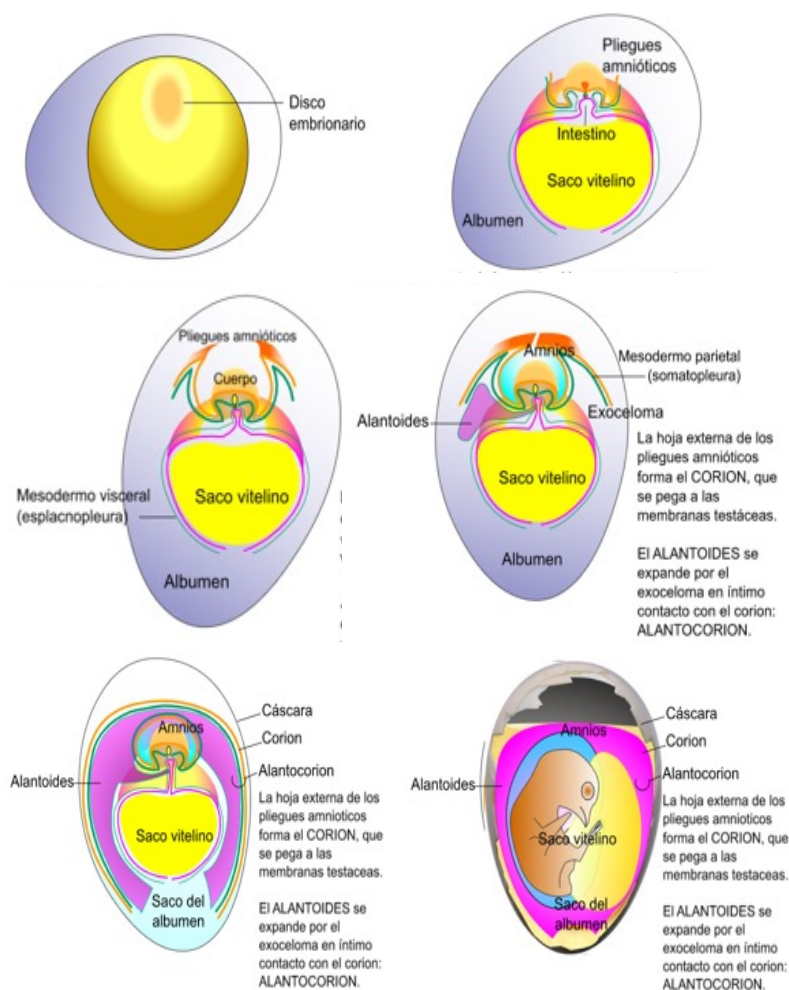 Disco
embrionario
Pliegues
amnióticos
Intestino
Saco vitelino
Albumen
Pliegues amnióticos
Cuerpo
Saco vitelino
Mesodermo visceral
(esplacnopleura)
Albumen
Amnios
Mesodermo parietal
(somatopleura)
Alantoides
Exoceloma
Saco vitelino
Albumen
La hoja externa de los
pliegues amnióticos
forma el CORION, que
se pega a las
membranas testáceas.
El ALANTOIDES se
expande por el
exoceloma en íntimo
contacto con el corion:
ALANTOCORION.
Amnios
Cáscara
Corion
Alantoides
Alantocorion
Saco vitelino
Saco del
albumen
La hoja externa de los
pliegues amnioticos
forma el CORION, que
se pega a las
membranas testaceas.
El ALANTOIDES se
expande por el
exoceloma en íntimo
contacto con el corion:
ALANTOCORION.
Amnios
Cáscara
Corion
Alantoides
Alantocorion
Saco vitelino
Saco del
albumen
La hoja externa de los
pliegues amnioticos
forma el CORION, que
se pega a las
membranas testaceas.
El ALANTOIDES se
expande por el
exoceloma en íntimo
contacto con el corion:
ALANTOCORION.